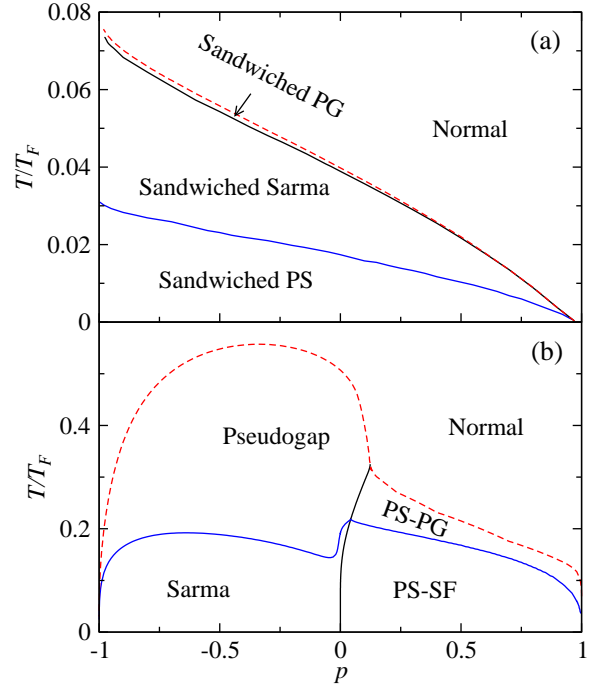 0.08
(a)
Sandwiched PG
0.06
Normal
T/T_F
0.04
Sandwiched Sarma
0.02
Sandwiched PS
0
(b)
0.4
Pseudogap
Normal
T/T_F
0.2
PS-PG
Sarma
PS-SF
0
-1 -0.5 0 0.5 1
p